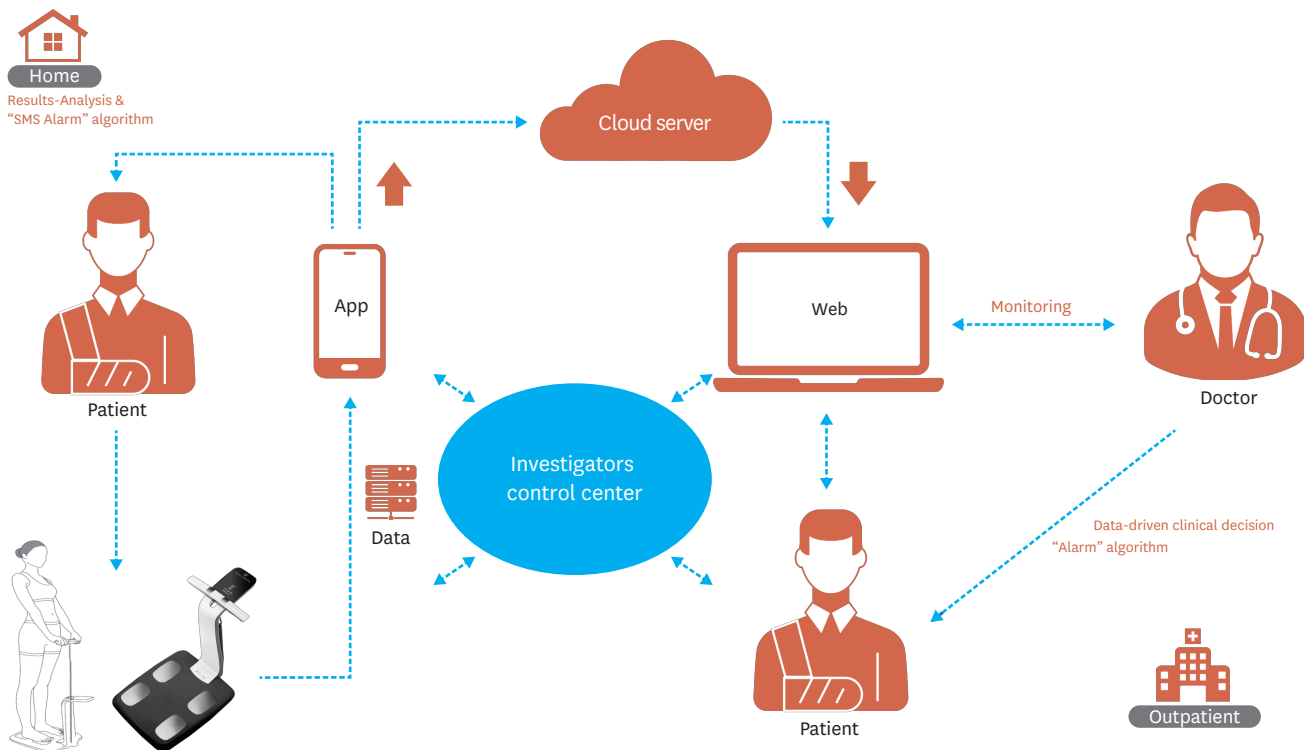 Home
Results-Analysis &
“SMS Alarm” algorithm
Cloud server
App
Web
Monitoring
Patient
Doctor
Investigators
control center
Data
Data-driven clinical decision
“Alarm” algorithm
Patient
Outpatient